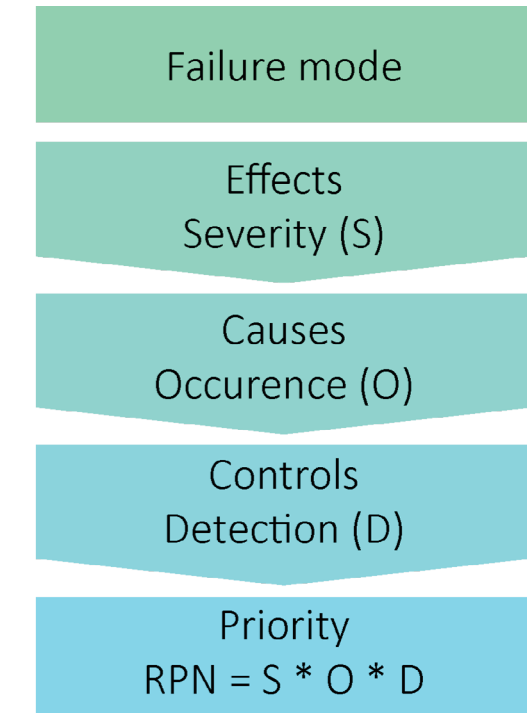 Failure mode
Effects
Severity (S)
Causes
Occurence (O)
Controls
Detection (D)
Priority
RPN = S * O * D